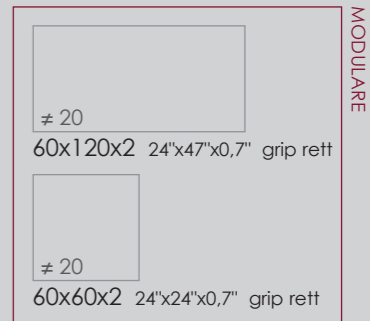 MODULARE
≠ 20
60x120x2 24"x47"x0,7" grip rett
≠ 20
60x60x2 24"x24"x0,7" grip rett